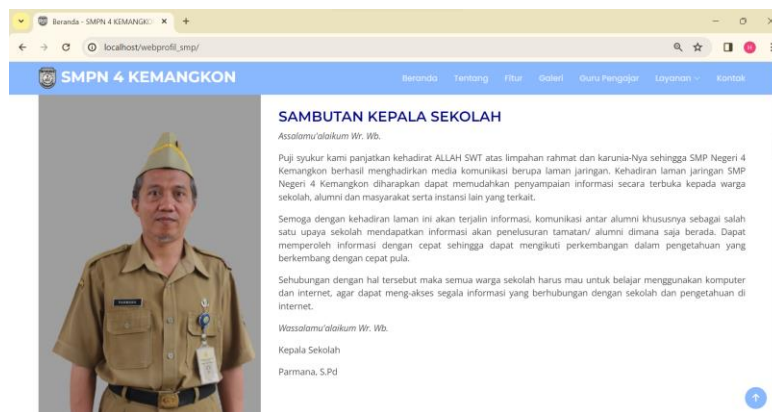 Beranda - SMPN 4 KEMANGKO
localhost/webprofil_smp/
SMPN 4 KEMANGKON
Beranda Tentang Fitur Galeri Guru Pengajar Layanan Kontak
SAMBUTAN KEPALA SEKOLAH
Assalamu'alaikum Wr. Wb.
Puji syukur kami panjatkan kehadirat ALLAH SWT atas limpahan rahmat dan karunia-Nya sehingga SMP Negeri 4
Kemangkon berhasil menghadirkan media komunikasi berupa laman jaringan. Kehadiran laman jaringan SMP
Negeri 4 Kemangkon diharapkan dapat memudahkan penyampaian informasi secara terbuka kepada warga
sekolah, alumni dan masyarakat serta instansi lain yang terkait.
Semoga dengan kehadiran laman ini akan terjalin informasi, komunikasi antar alumni khususnya sebagai salah
satu upaya sekolah mendapatkan informasi akan penelusuran tamatan/ alumni dimana saja berada. Dapat
memperoleh informasi dengan cepat sehingga dapat mengikuti perkembangan dalam pengetahuan yang
berkembang dengan cepat pula.
Sehubungan dengan hal tersebut maka semua warga sekolah harus mau untuk belajar menggunakan komputer
dan internet, agar dapat meng-akses segala informasi yang berhubungan dengan sekolah dan pengetahuan di
internet.
Wassalamu'alaikum Wr. Wb.
Kepala Sekolah
Parmana, S.Pd